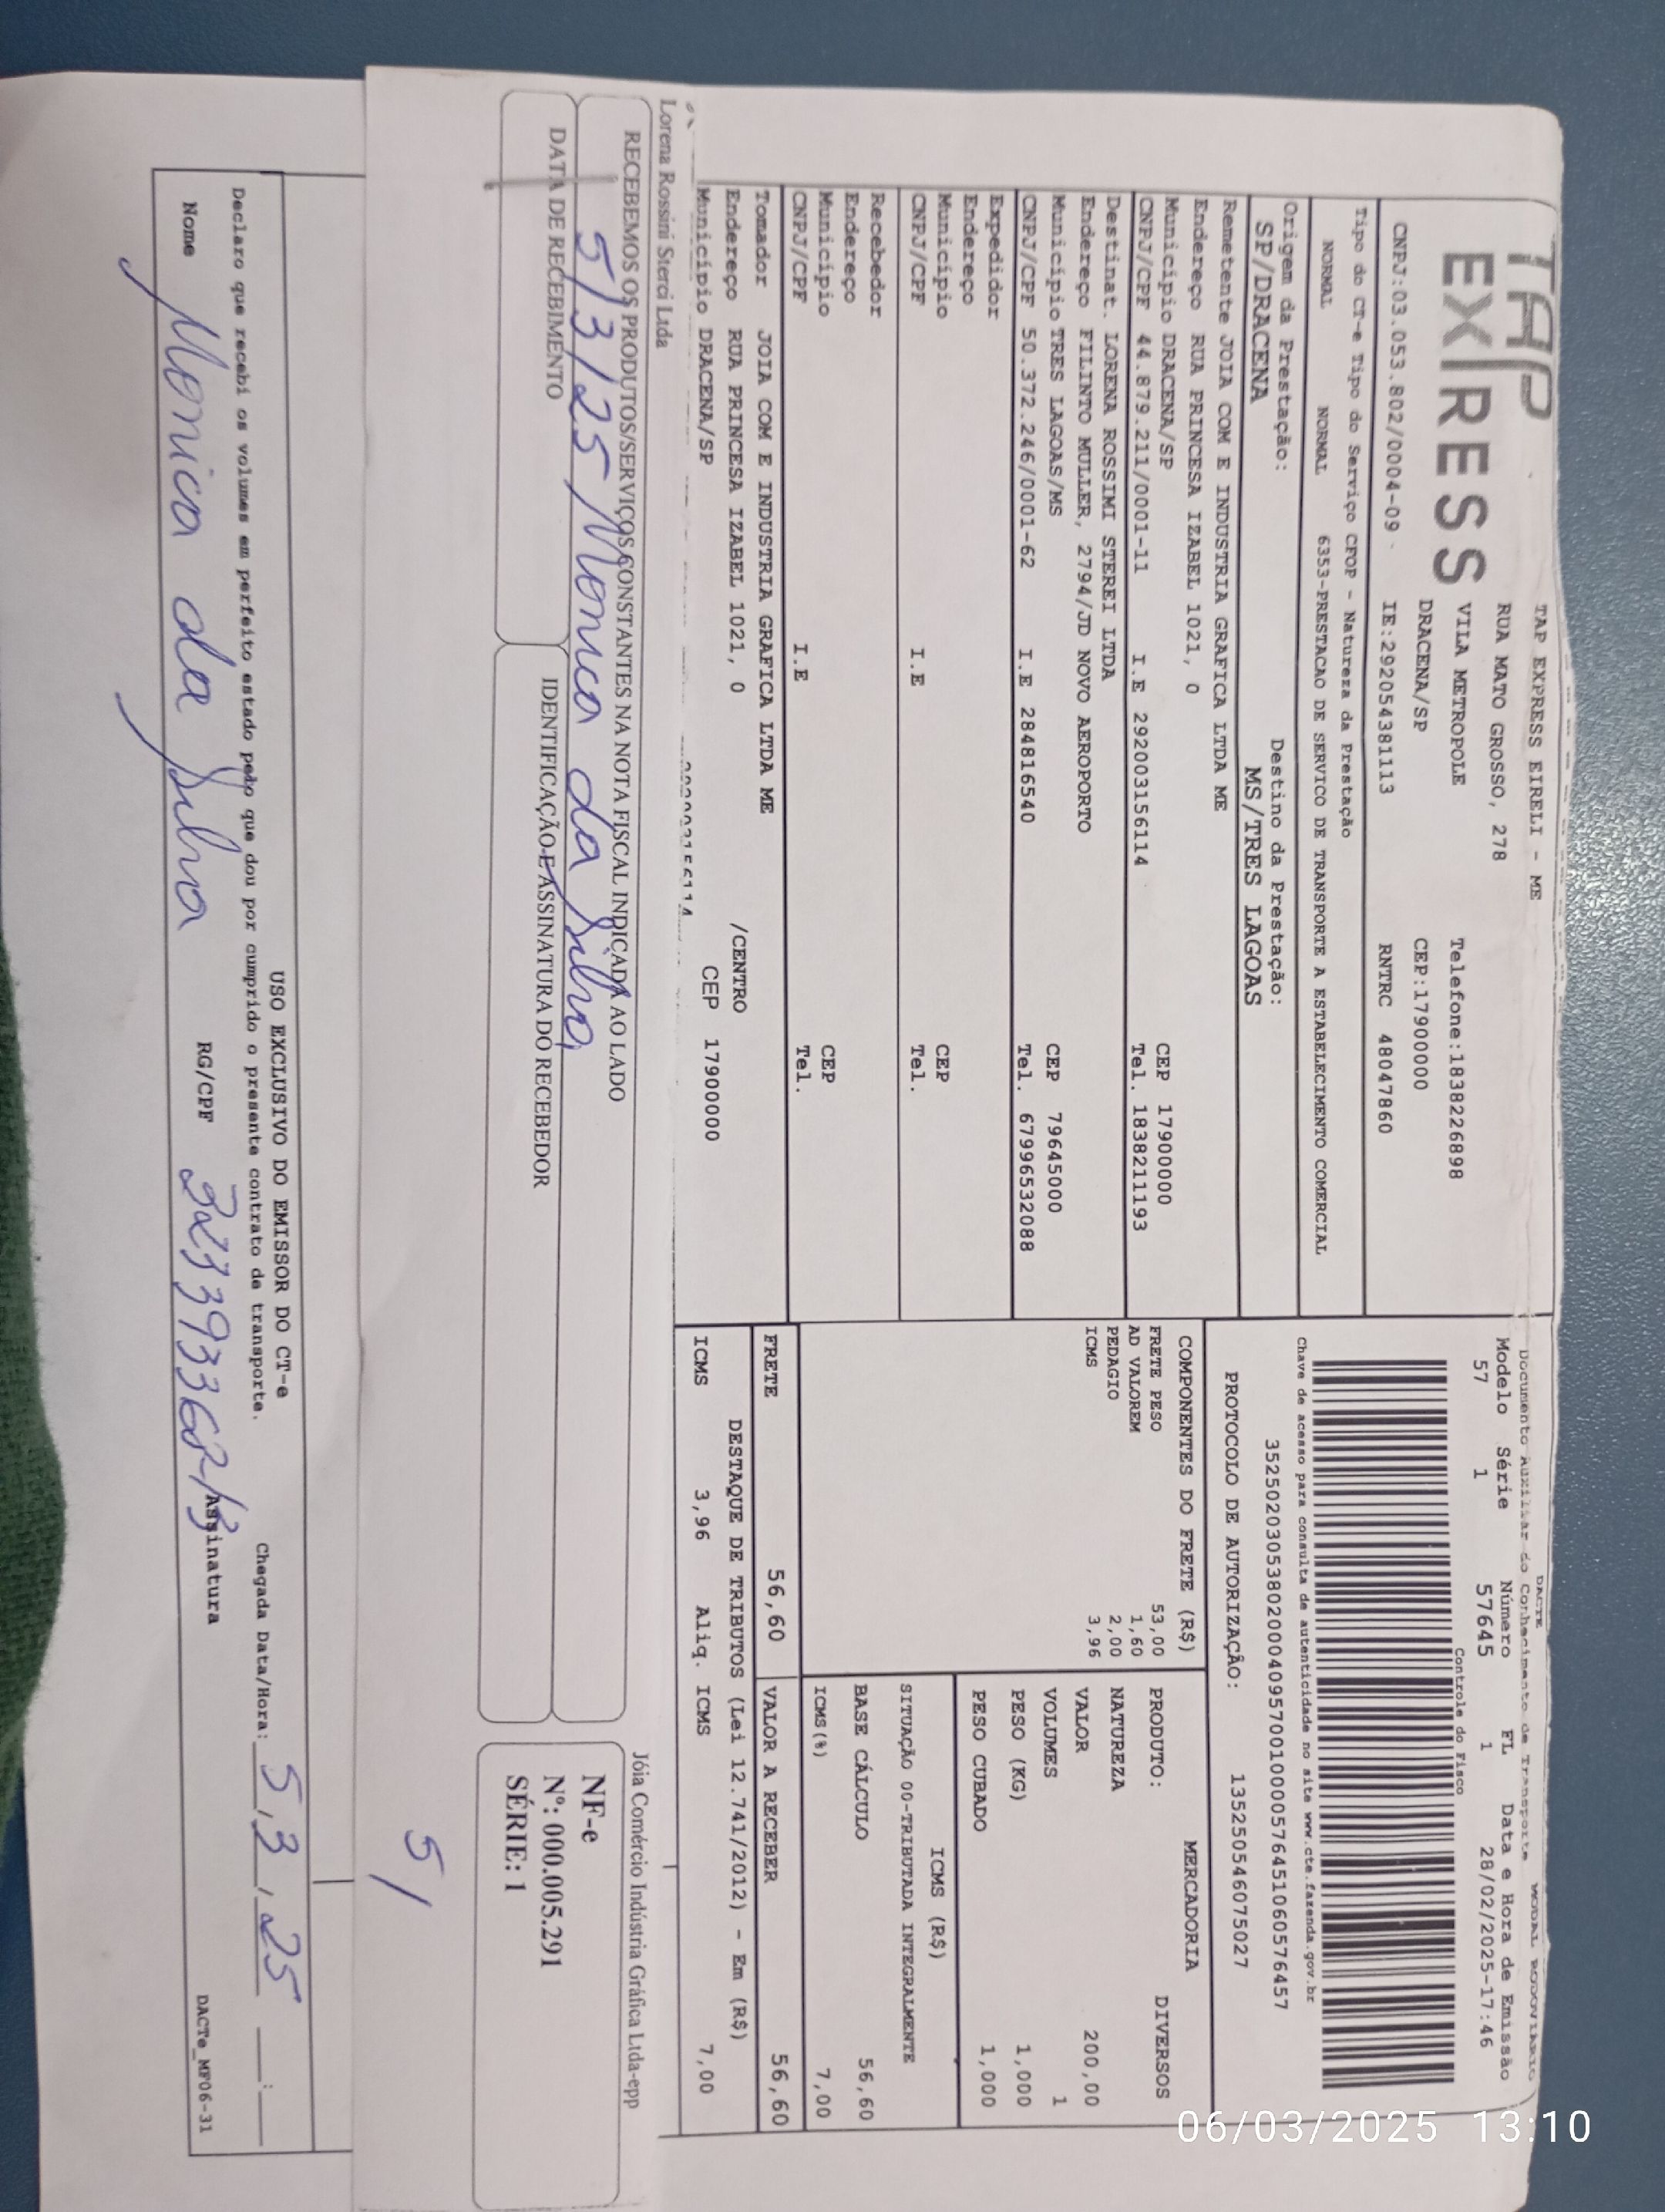 TAP
EXPRESS
TAP EXPRESS EIRELI - ME
RUA MATO GROSSO, 278
VILA METROPOLE
Telefone:1838226898
DRACENA/SP
CEP:17900000
CNPJ:03.053.802/0004-09
IE:292054381113
RNTRC 48047860
DACTE
Documento Auxiliar do Conhecimento de Transporte
MODAL RODOVIÁRIO
Modelo Série Número FL Data e Hora de Emissão
57 1 57645 1 28/02/2025-17:46
Controle do Fisco
Chave de acesso para consulta de autenticidade no site www.cte.fazenda.gov.br
35250203053802000409570010000576451060576457
PROTOCOLO DE AUTORIZAÇÃO: 135250546075027
Tipo do CT-e Tipo do Serviço CFOP - Natureza da Prestação
NORMAL NORMAL 6353-PRESTACAO DE SERVICO DE TRANSPORTE A ESTABELECIMENTO COMERCIAL
Origem da Prestação: Destino da Prestação:
SP/DRACENA MS/TRES LAGOAS
Remetente JOIA COM E INDUSTRIA GRAFICA LTDA ME
Endereço RUA PRINCESA IZABEL 1021, 0
Município DRACENA/SP CEP 17900000
CNPJ/CPF 44.879.211/0001-11 I.E 292003156114 Tel. 1838211193
Destinat. LORENA ROSSIMI STEREI LTDA
Endereço FILINTO MULLER, 2794/JD NOVO AEROPORTO
Município TRES LAGOAS/MS CEP 79645000
CNPJ/CPF 50.372.246/0001-62 I.E 284816540 Tel. 67996532088
Expedidor
Endereço
Município CEP
CNPJ/CPF I.E Tel.
Recebedor
Endereço
Município CEP
CNPJ/CPF I.E Tel.
Tomador JOIA COM E INDUSTRIA GRAFICA LTDA ME
Endereço RUA PRINCESA IZABEL 1021, 0 /CENTRO
Município DRACENA/SP CEP 17900000
292003156114
COMPONENTES DO FRETE (R$)
FRETE PESO 53,00
AD VALOREM 1,60
PEDAGIO 2,00
ICMS 3,96
MERCADORIA
PRODUTO: DIVERSOS
NATUREZA
VALOR 200,00
VOLUMES 1
PESO (KG) 1,000
PESO CUBADO 1,000
ICMS (R$)
SITUAÇÃO 00-TRIBUTADA INTEGRALMENTE
BASE CÁLCULO 56,60
ICMS(%) 7,00
FRETE 56,60 VALOR A RECEBER 56,60
DESTAQUE DE TRIBUTOS (Lei 12.741/2012) - Em (R$)
ICMS 3,96 Aliq. ICMS 7,00
Lorena Rossini Sterci Ltda
Jóia Comércio Indústria Gráfica Ltda-epp
RECEBEMOS OS PRODUTOS/SERVIÇOS CONSTANTES NA NOTA FISCAL INDICADA AO LADO
5/3/25 Monica da Silva
DATA DE RECEBIMENTO
IDENTIFICAÇÃO E ASSINATURA DO RECEBEDOR
NF-e
Nº: 000.005.291
SÉRIE: 1
5/
USO EXCLUSIVO DO EMISSOR DO CT-e
Declaro que recebi os volumes em perfeito estado pelo que dou por cumprido o presente contrato de transporte.
Chegada Data/Hora: 5/3/25 __:__
Nome Monica da Silva RG/CPF Assinatura
DACTe_MF06-31
06/03/2025 13:10